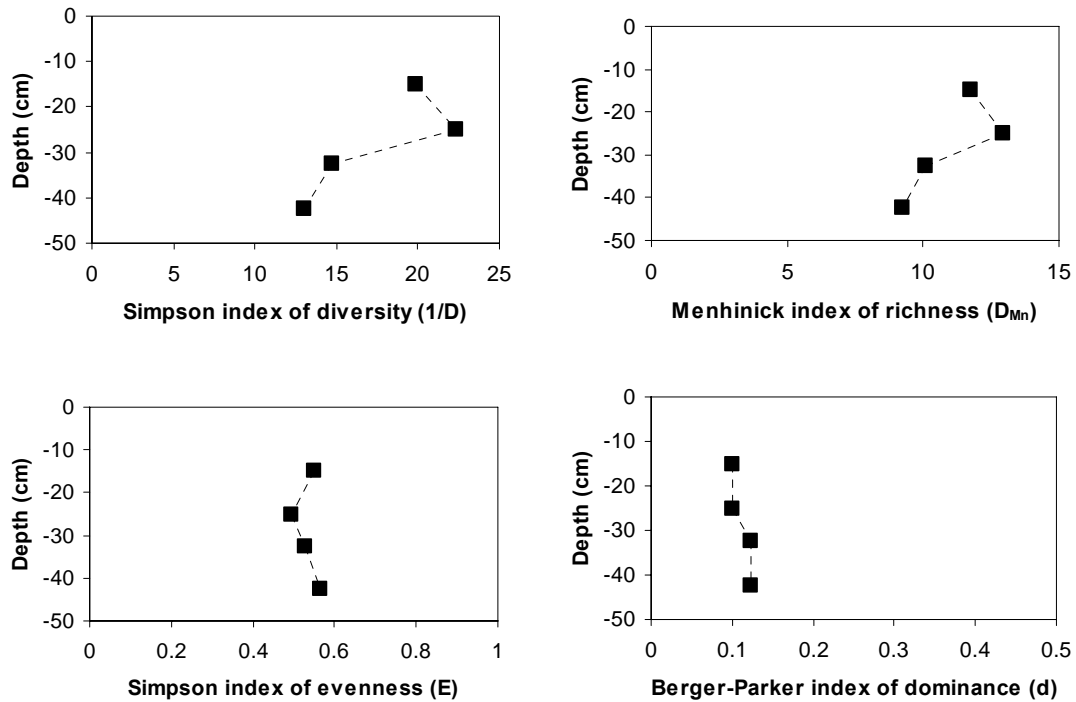 0
-10
-20
-30
-40
-50
Depth (cm)
0 5 10 15 20 25
Simpson index of diversity (1/D)
0
-10
-20
-30
-40
-50
Depth (cm)
0 5 10 15
Menhinick index of richness (DMn)
0
-10
-20
-30
-40
-50
Depth (cm)
0 0.2 0.4 0.6 0.8 1
Simpson index of evenness (E)
0
-10
-20
-30
-40
-50
Depth (cm)
0 0.1 0.2 0.3 0.4 0.5
Berger-Parker index of dominance (d)